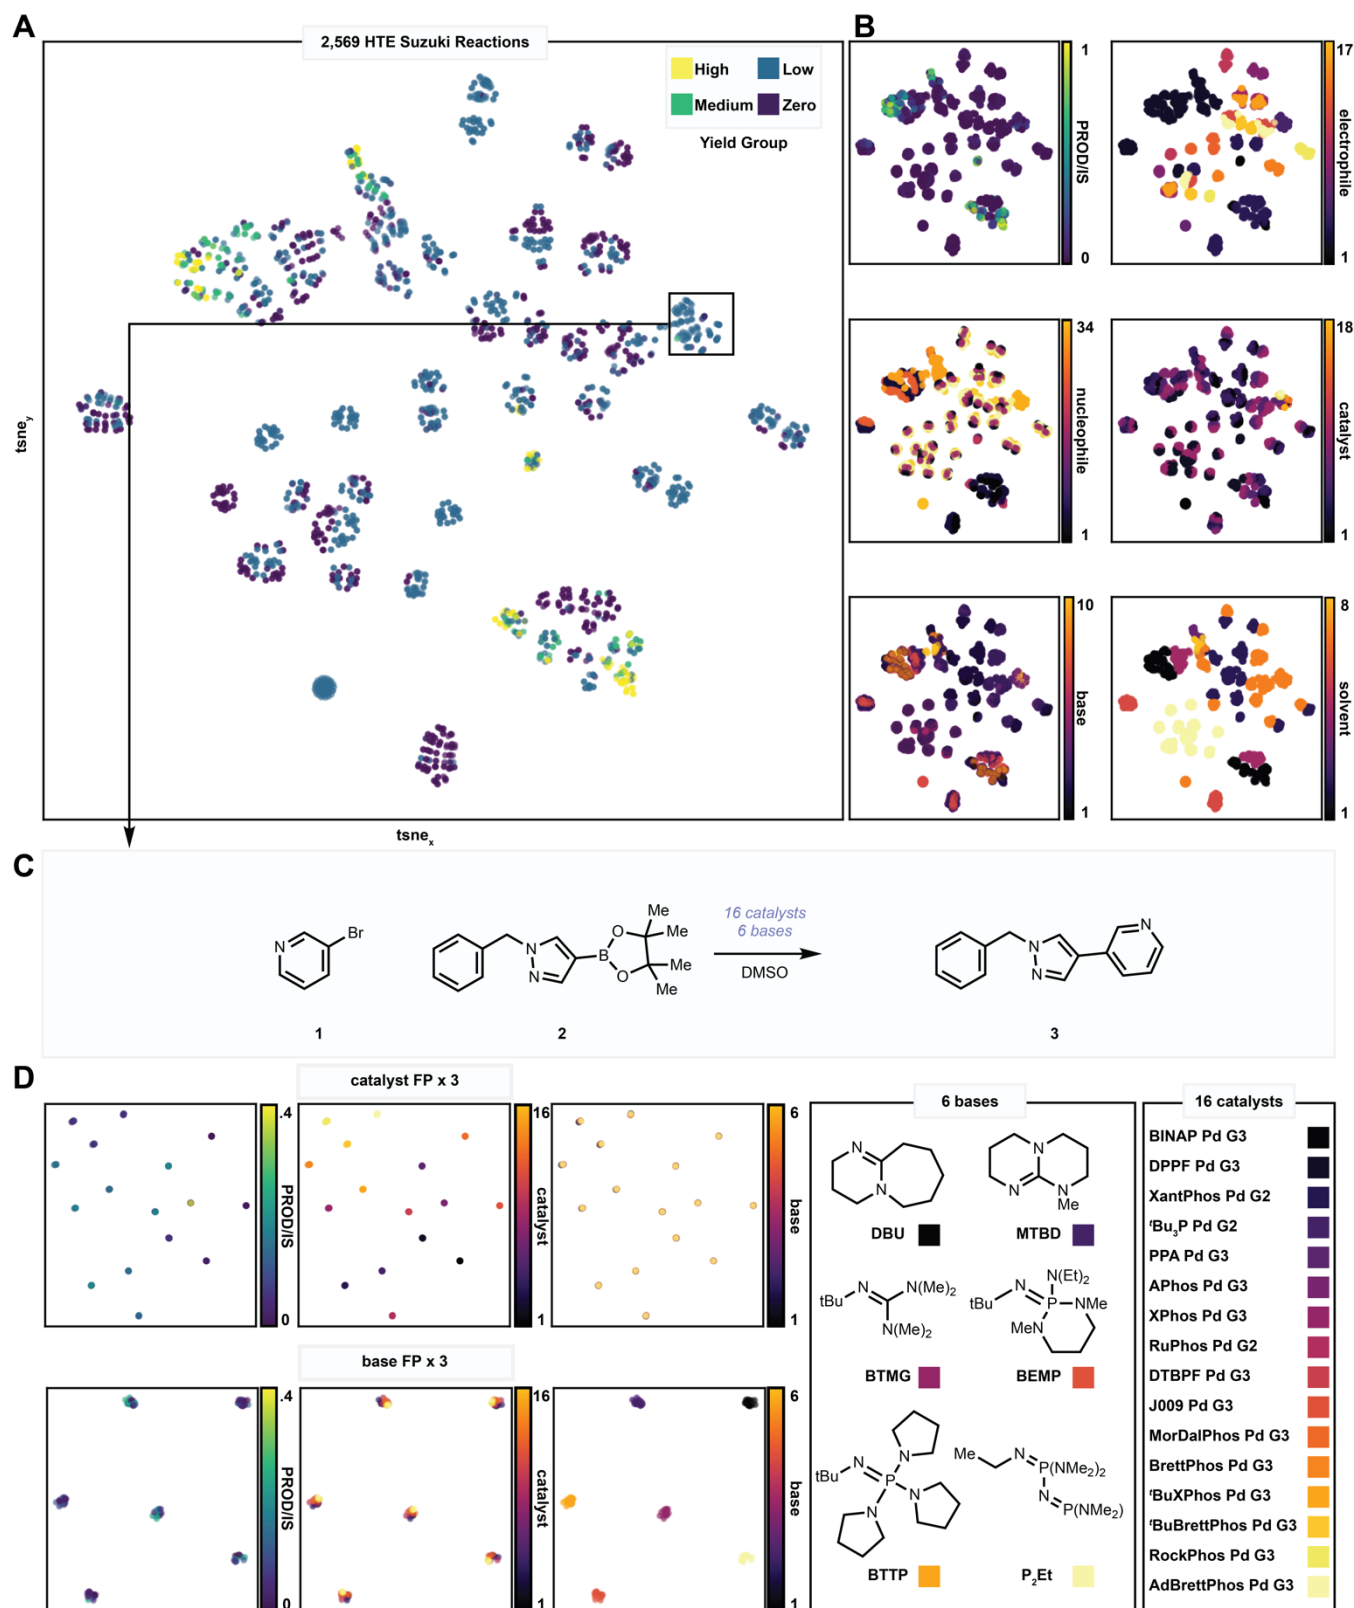 A
2,569 HTE Suzuki Reactions
High
Low
Medium
Zero
Yield Group
tsne_y
tsne_x
B
1
PROD/IS
0
17
electrophile
1
34
nucleophile
1
18
catalyst
1
10
base
1
8
solvent
1
C
N
Br
1
N
N
B
O
O
Me
Me
Me
Me
2
16 catalysts
6 bases
DMSO
N
N
N
3
D
catalyst FP x 3
.4
PROD/IS
0
16
catalyst
1
6
base
1
base FP x 3
.4
PROD/IS
0
16
catalyst
1
6
base
1
6 bases
N
N
DBU
N
N
N
Me
MTBD
tBu
N
N(Me)₂
N(Me)₂
BTMG
N(Et)₂
tBu
N
P
NMe
MeN
BEMP
tBu
N
P
N
N
N
BTTP
Me
N
P(NMe₂)₂
N
P(NMe₂)
P₂Et
16 catalysts
BINAP Pd G3
DPPF Pd G3
XantPhos Pd G2
ᵗBu₃P Pd G2
PPA Pd G3
APhos Pd G3
XPhos Pd G3
RuPhos Pd G2
DTBPF Pd G3
J009 Pd G3
MorDalPhos Pd G3
BrettPhos Pd G3
ᵗBuXPhos Pd G3
ᵗBuBrettPhos Pd G3
RockPhos Pd G3
AdBrettPhos Pd G3